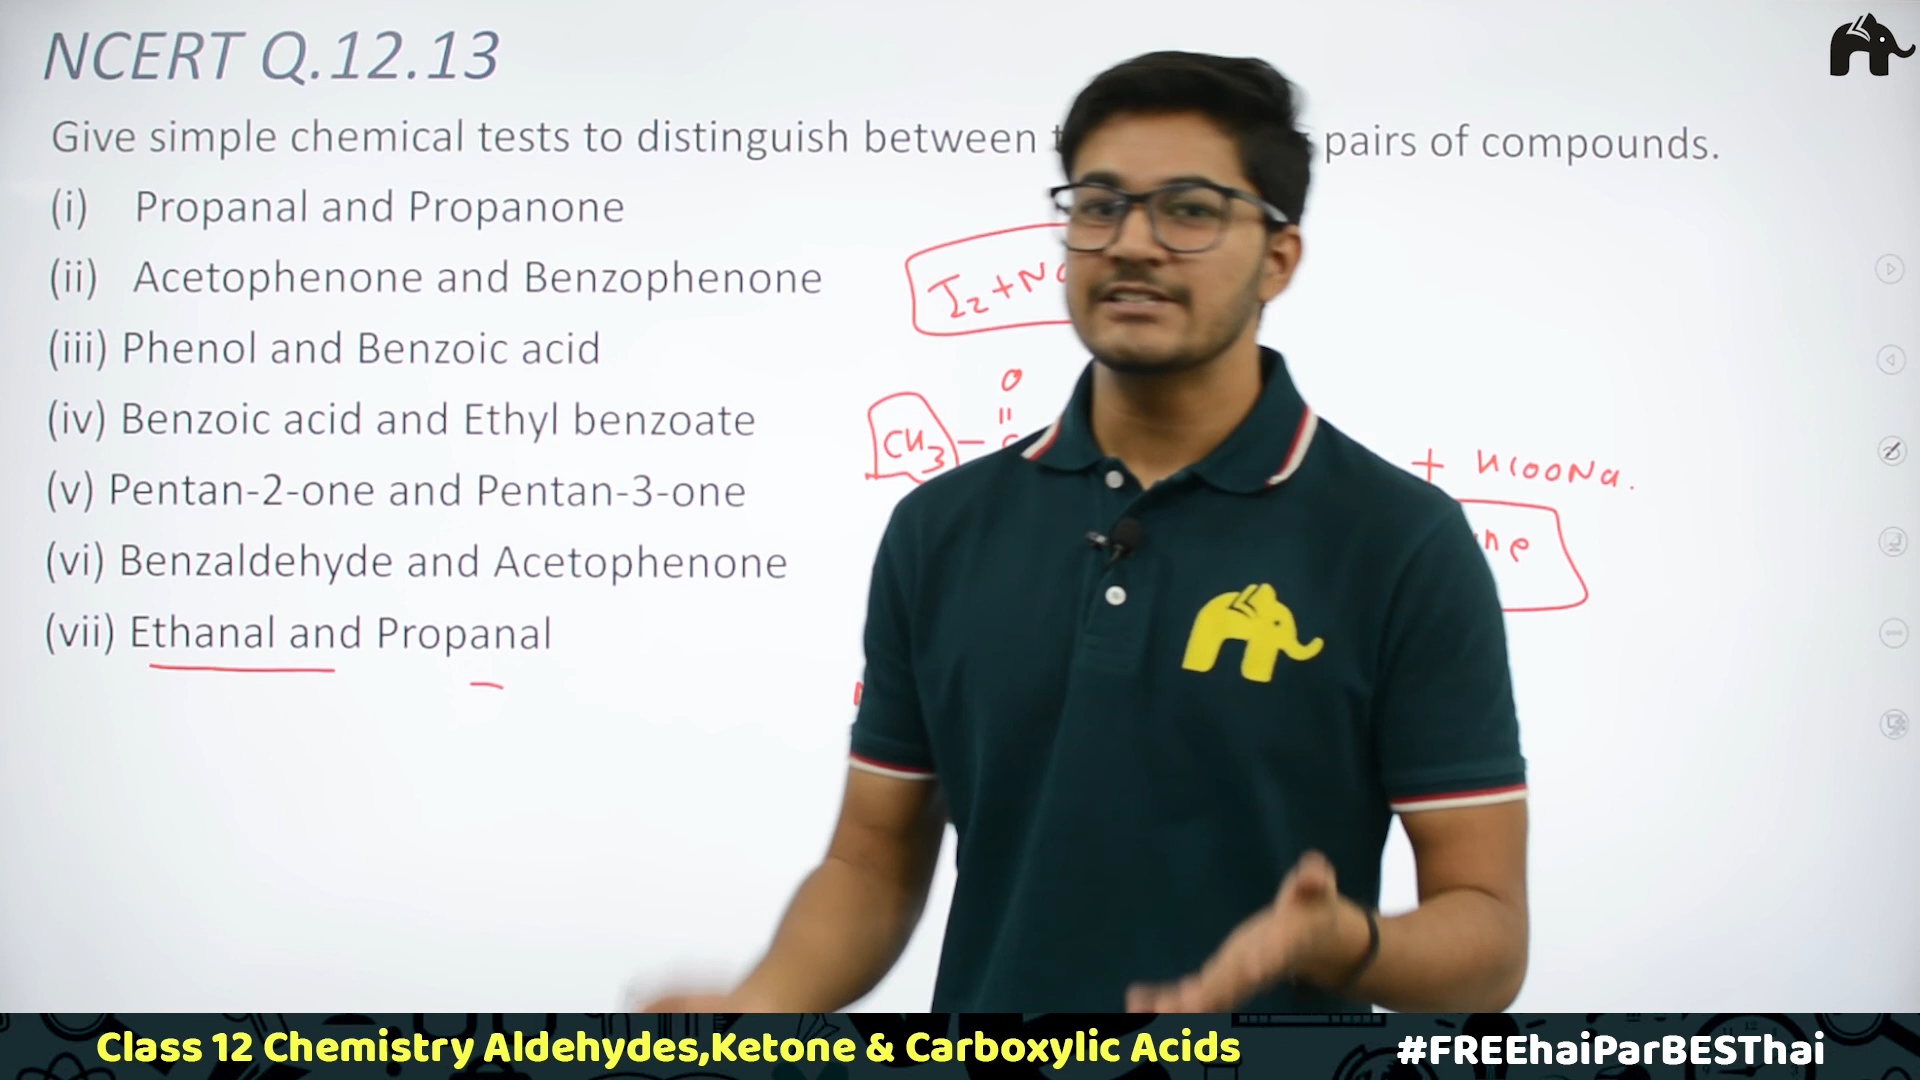 NCERT Q.12.13
Give simple chemical tests to distinguish between pairs of compounds.
(i) Propanal and Propanone
(ii) Acetophenone and Benzophenone
(iii) Phenol and Benzoic acid
(iv) Benzoic acid and Ethyl benzoate
(v) Pentan-2-one and Pentan-3-one
(vi) Benzaldehyde and Acetophenone
(vii) Ethanal and Propanal
I2 + Na
O
CH3 -
+ HCOONa.
Class 12 Chemistry Aldehydes,Ketone & Carboxylic Acids
#FREEhaiParBESThai